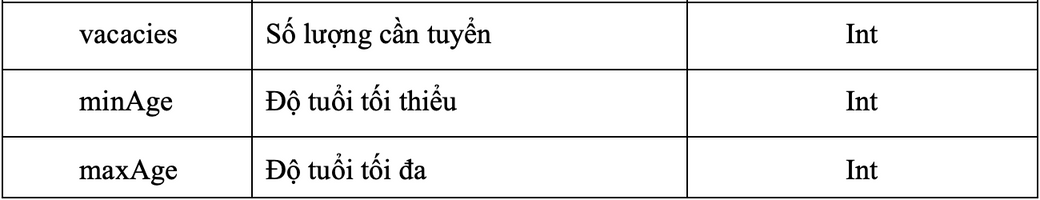 vacacies Số lượng cần tuyển Int
minAge Độ tuổi tối thiểu Int
maxAge Độ tuổi tối đa Int